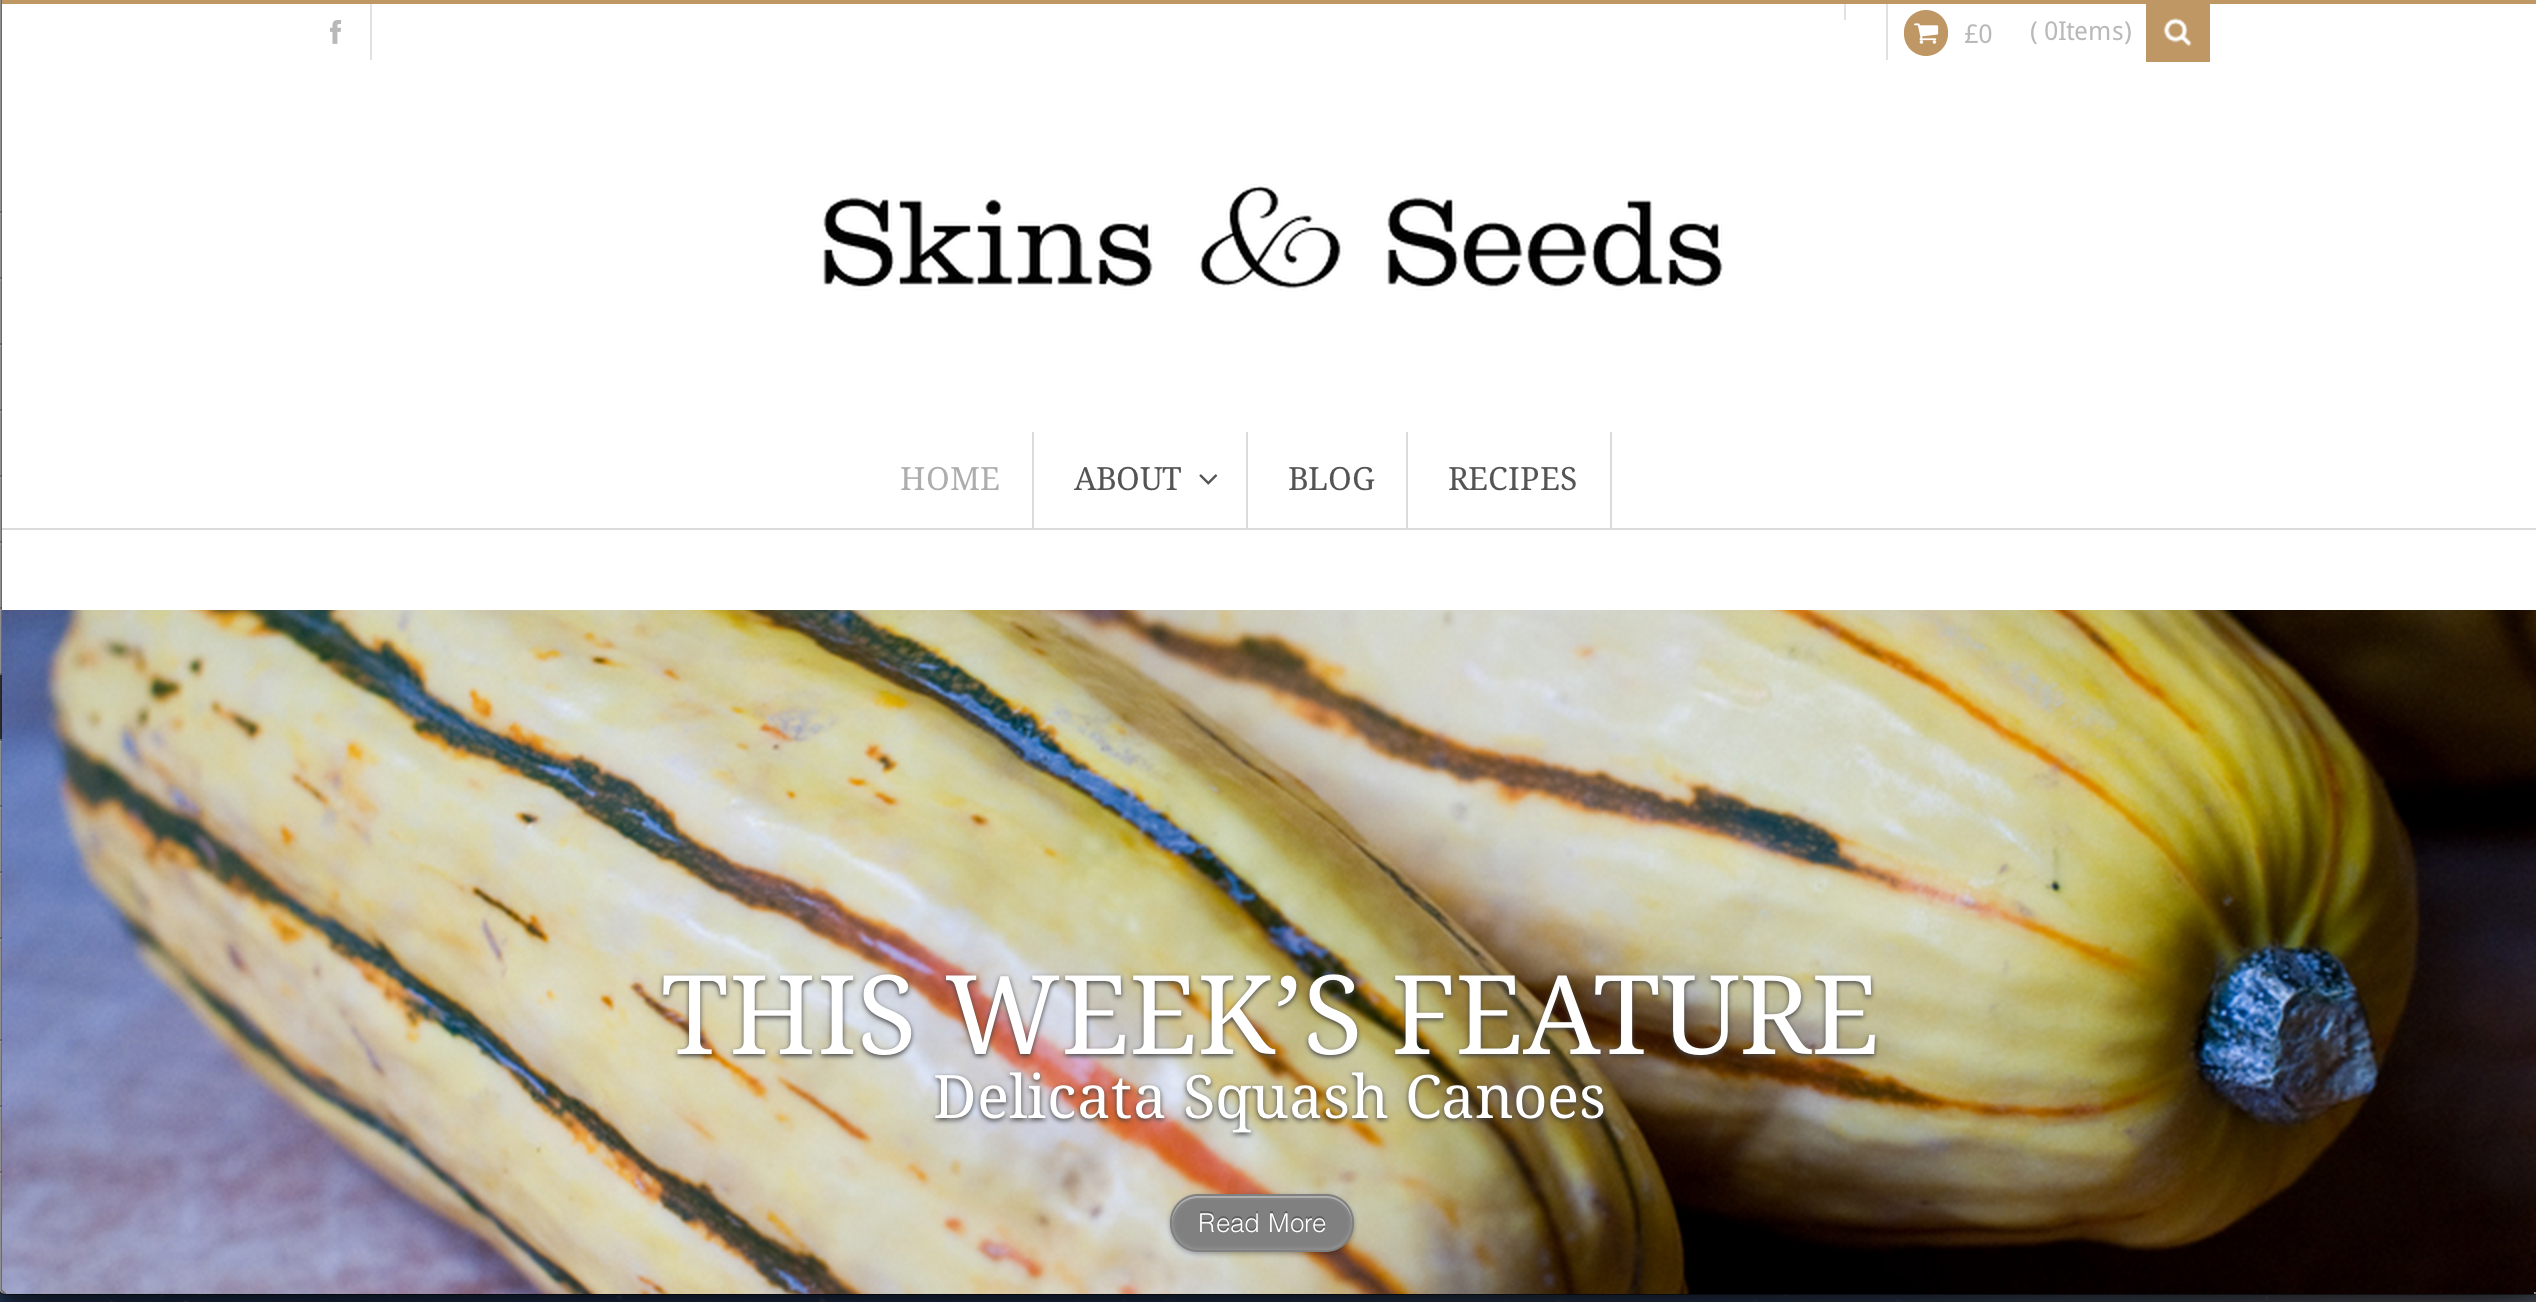 £0 ( 0Items)
Skins & Seeds
HOME ABOUT BLOG RECIPES
THIS WEEK’S FEATURE
Delicata Squash Canoes
Read More